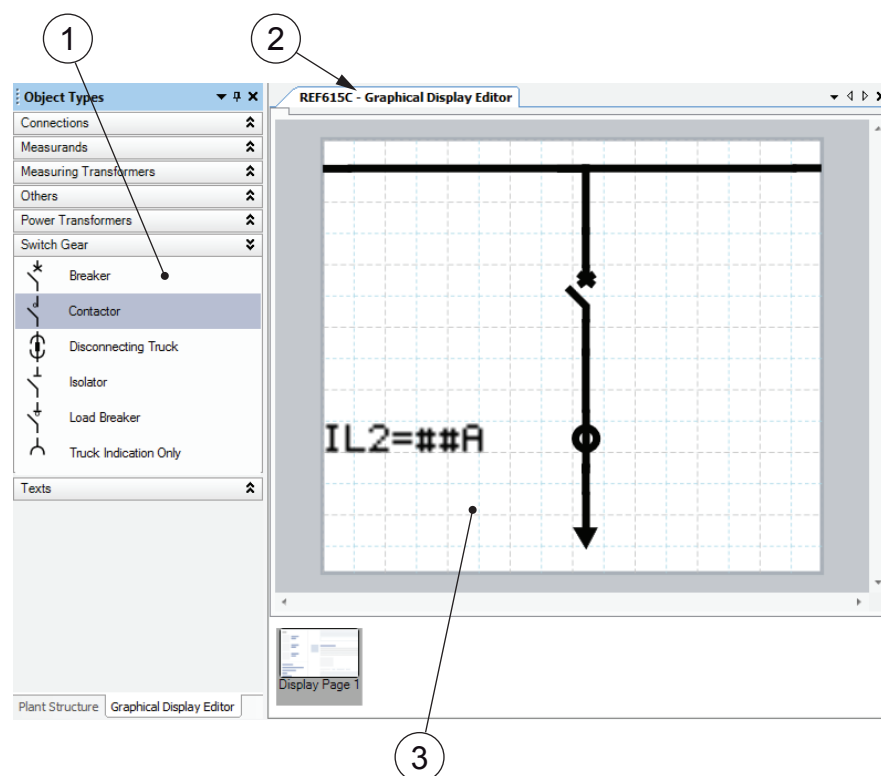 1
2
Object Types
REF615C - Graphical Display Editor
Connections
Measurands
Measuring Transformers
Others
Power Transformers
Switch Gear
Breaker
Contactor
Disconnecting Truck
Isolator
Load Breaker
Truck Indication Only
Texts
IL2=##A
Display Page 1
Plant Structure
Graphical Display Editor
3